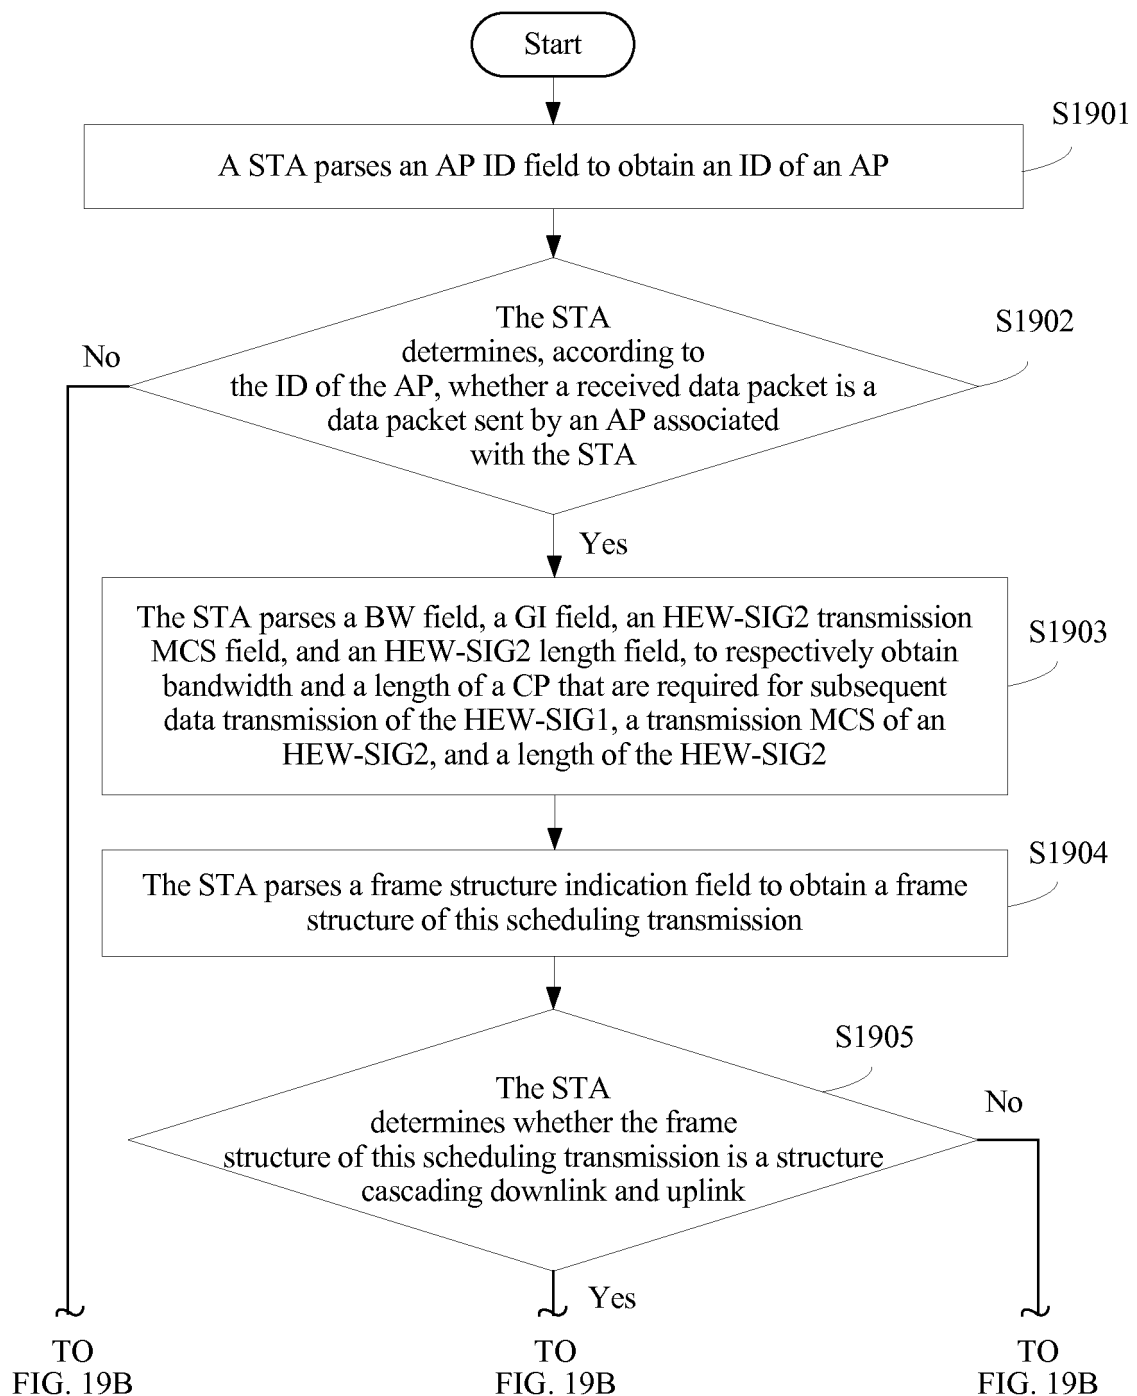 Start
S1901
A STA parses an AP ID field to obtain an ID of an AP
The STA
determines, according to
the ID of the AP, whether a received data packet is a
data packet sent by an AP associated
with the STA
S1902
No
Yes
The STA parses a BW field, a GI field, an HEW-SIG2 transmission
MCS field, and an HEW-SIG2 length field, to respectively obtain
bandwidth and a length of a CP that are required for subsequent
data transmission of the HEW-SIG1, a transmission MCS of an
HEW-SIG2, and a length of the HEW-SIG2
S1903
S1904
The STA parses a frame structure indication field to obtain a frame
structure of this scheduling transmission
S1905
The STA
determines whether the frame
structure of this scheduling transmission is a structure
cascading downlink and uplink
No
Yes
TO
FIG. 19B
TO
FIG. 19B
TO
FIG. 19B